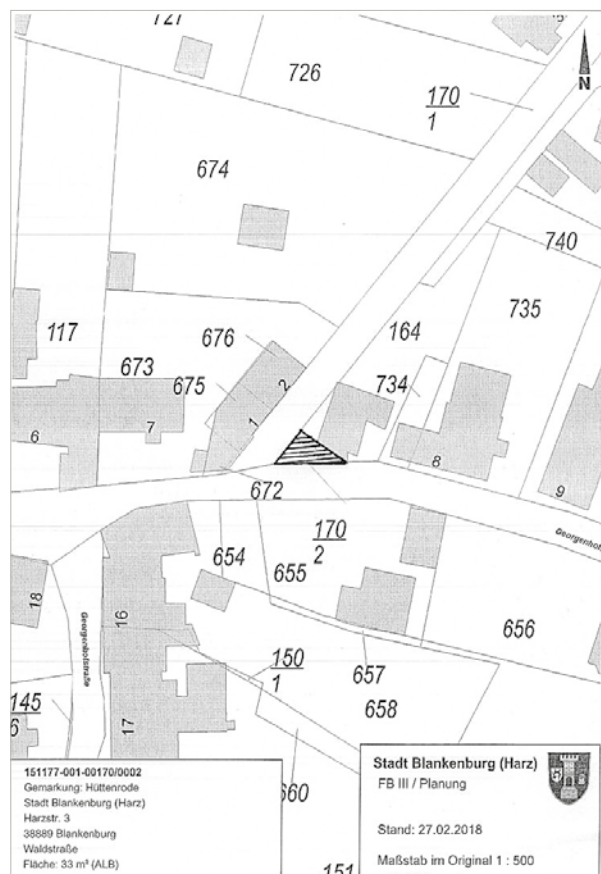 727
726
170
1
N
674
740
735
164
117
676
673
675
734
2
1
7
6
8
9
672
Georgenhofs
170
2
654
655
656
18
16
Georgenhofstraße
150
1
657
658
145
6
17
660
151
151177-001-00170/0002
Gemarkung: Hüttenrode
Stadt Blankenburg (Harz)
Harzstr. 3
38889 Blankenburg
Waldstraße
Fläche: 33 m² (ALB)
Stadt Blankenburg (Harz)
FB III / Planung
Stand: 27.02.2018
Maßstab im Original 1 : 500